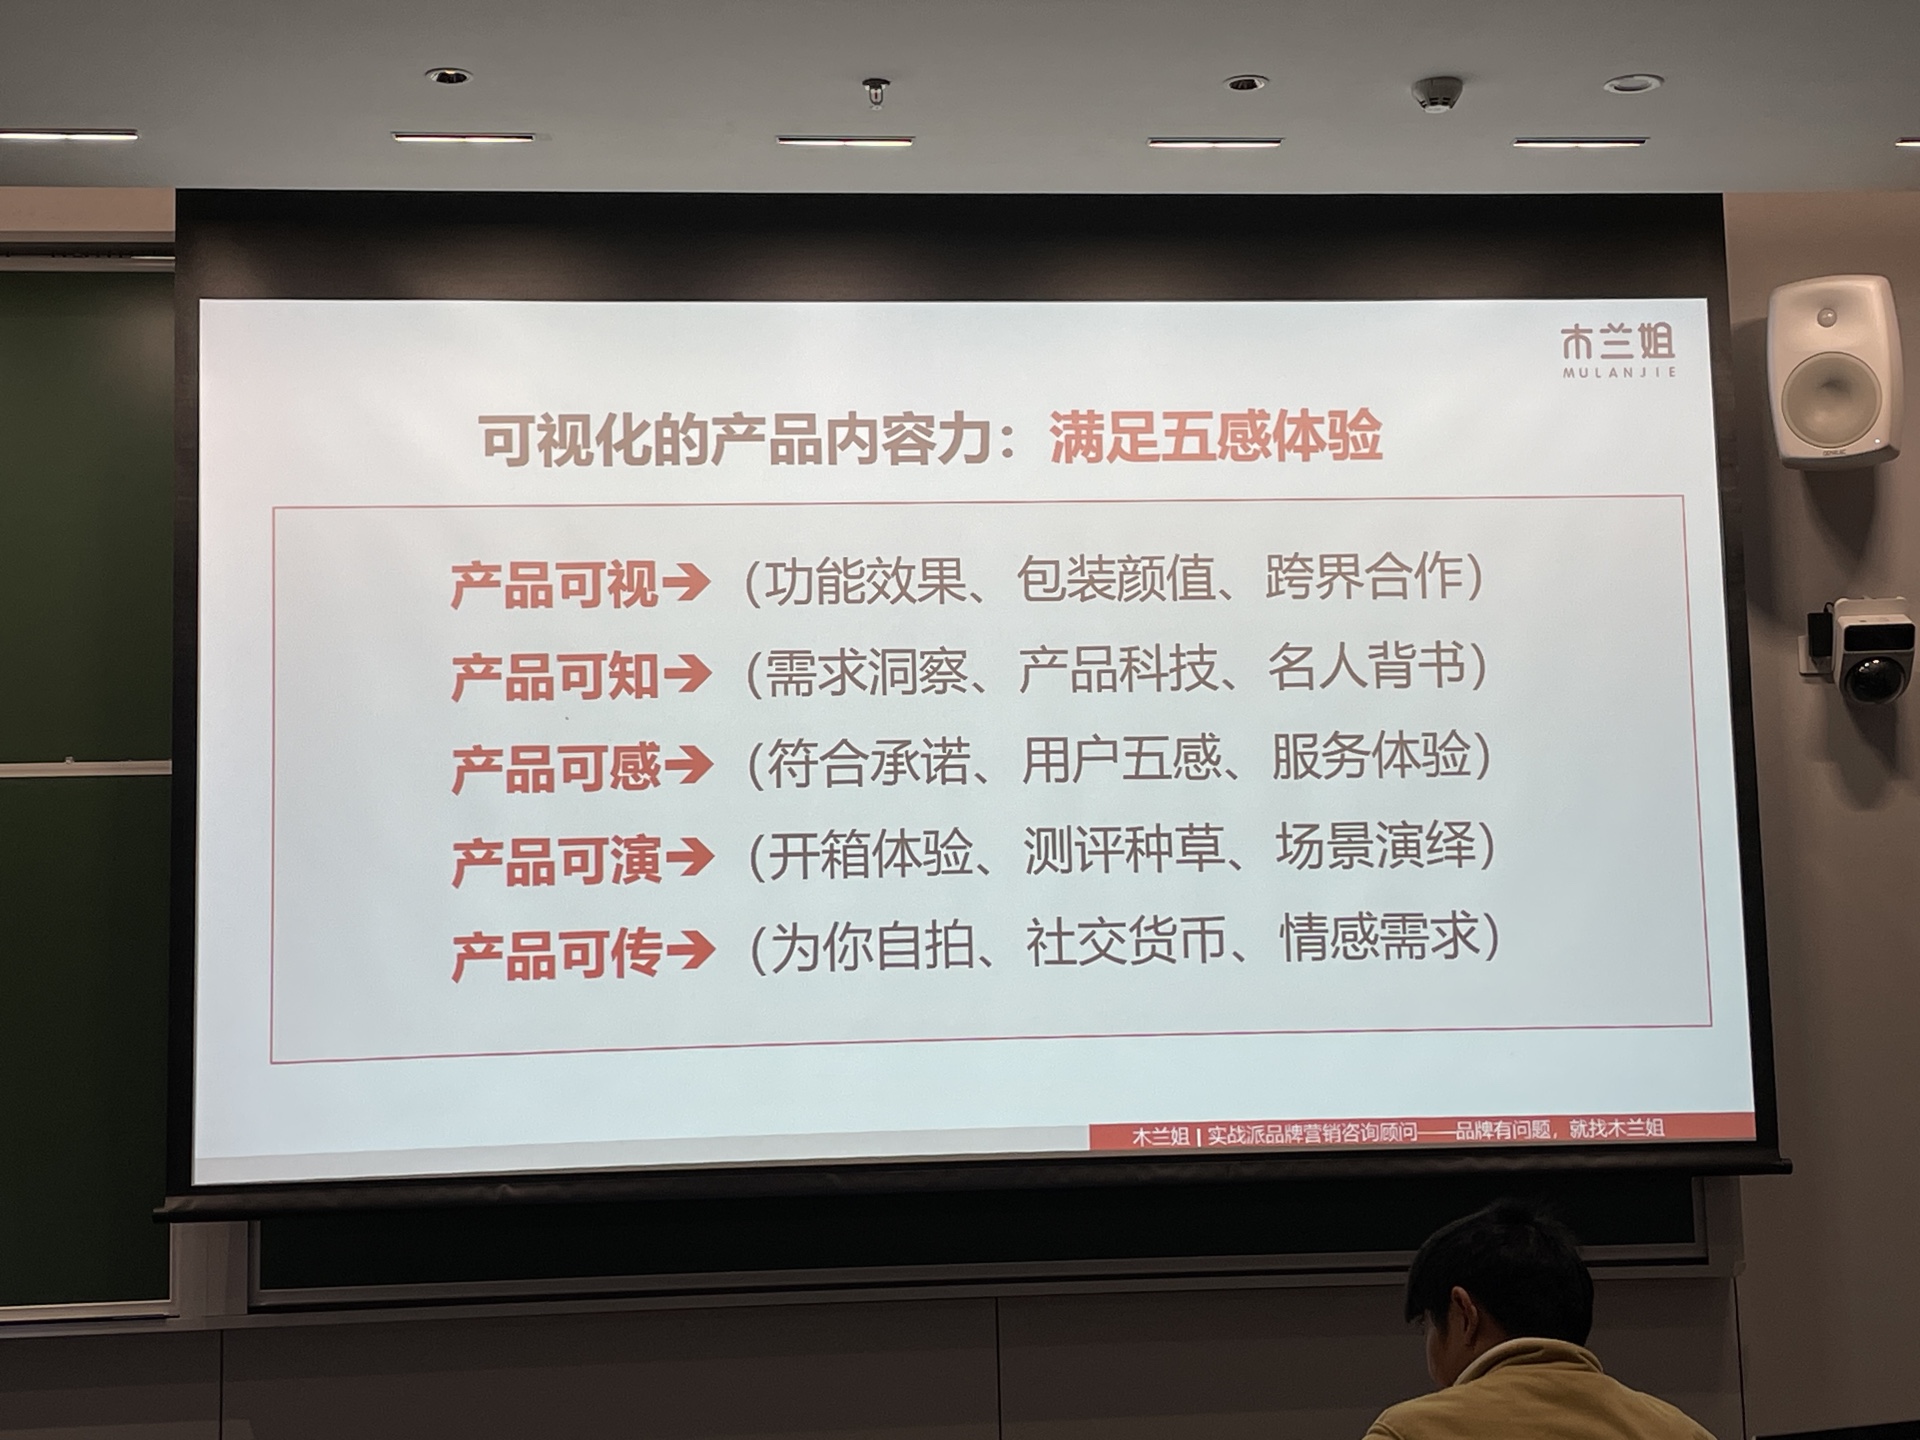 木兰姐
MULANJIE
可视化的产品内容力：满足五感体验
产品可视→（功能效果、包装颜值、跨界合作）
产品可知→（需求洞察、产品科技、名人背书）
产品可感→（符合承诺、用户五感、服务体验）
产品可演→（开箱体验、测评种草、场景演绎）
产品可传→（为你自拍、社交货币、情感需求）
木兰姐 | 实战派品牌营销咨询顾问——品牌有问题，就找木兰姐